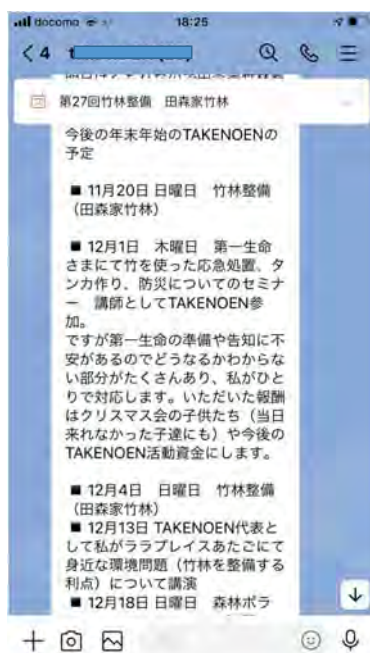 docomo
18:25
4
第27回竹林整備　田森家竹林
今後の年末年始のTAKENOENの
予定
■ 11月20日 日曜日　竹林整備
（田森家竹林）
■ 12月1日　木曜日　第一生命
さまにて竹を使った応急処置、タ
ンカ作り、防災についてのセミナ
ー　講師としてTAKENOEN参
加。
ですが第一生命の準備や告知に不
安があるのでどうなるかわからな
い部分がたくさんあり、私がひと
りで対応します。いただいた報酬
はクリスマス会の子供たち（当日
来れなかった子達にも）や今後の
TAKENOEN活動資金にします。
■ 12月4日　日曜日　竹林整備
（田森家竹林）
■ 12月13日 TAKENOEN代表と
して私がララプレイスあたごにて
身近な環境問題（竹林を整備する
利点）について講演
■ 12月18日 日曜日　森林ボラ